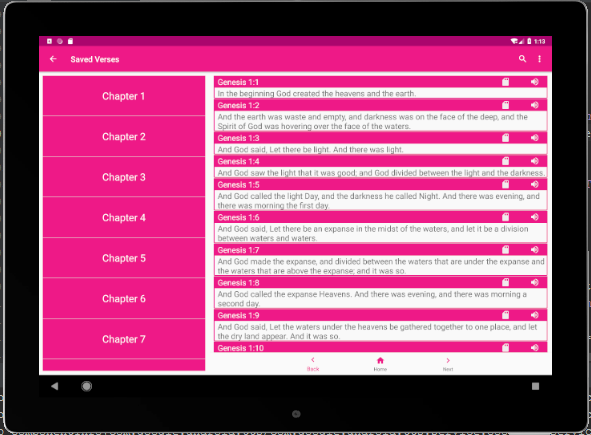 1:13
Saved Verses
Chapter 1
Chapter 2
Chapter 3
Chapter 4
Chapter 5
Chapter 6
Chapter 7
Genesis 1:1
In the beginning God created the heavens and the earth.
Genesis 1:2
And the earth was waste and empty, and darkness was on the face of the deep, and the
Spirit of God was hovering over the face of the waters.
Genesis 1:3
And God said, Let there be light. And there was light.
Genesis 1:4
And God saw the light that it was good; and God divided between the light and the darkness.
Genesis 1:5
And God called the light Day, and the darkness he called Night. And there was evening, and
there was morning the first day.
Genesis 1:6
And God said, Let there be an expanse in the midst of the waters, and let it be a division
between waters and waters.
Genesis 1:7
And God made the expanse, and divided between the waters that are under the expanse and
the waters that are above the expanse; and it was so.
Genesis 1:8
And God called the expanse Heavens. And there was evening, and there was morning a
second day.
Genesis 1:9
And God said, Let the waters under the heavens be gathered together to one place, and let
the dry land appear. And it was so.
Genesis 1:10
Back
Home
Next